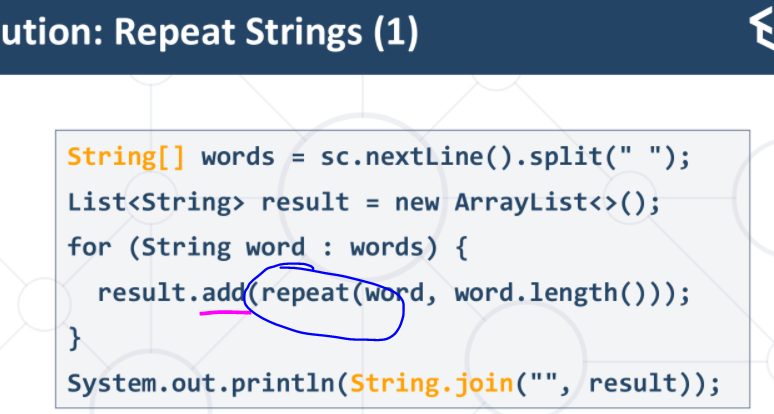 ution: Repeat Strings (1)
String[] words = sc.nextLine().split(" ");
List<String> result = new ArrayList<>();
for (String word : words) {
result.add(repeat(word, word.length()));
}
System.out.println(String.join("", result));